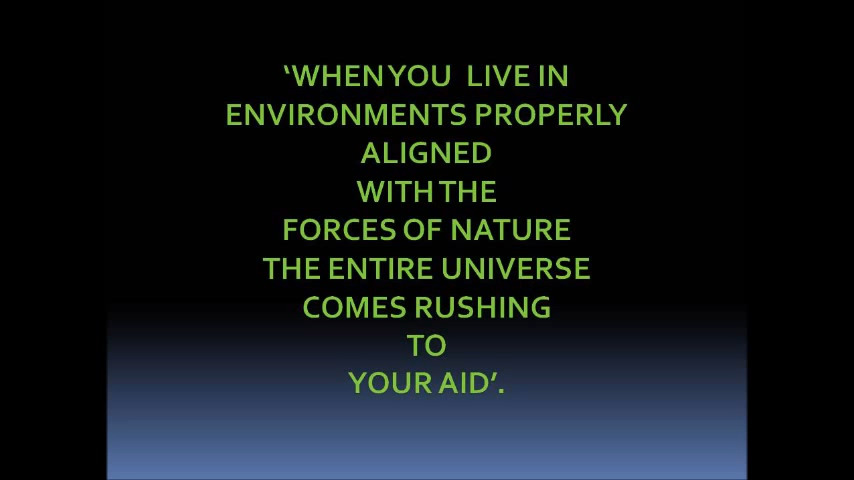 ‘WHEN YOU LIVE IN
ENVIRONMENTS PROPERLY
ALIGNED
WITH THE
FORCES OF NATURE
THE ENTIRE UNIVERSE
COMES RUSHING
TO
YOUR AID’.